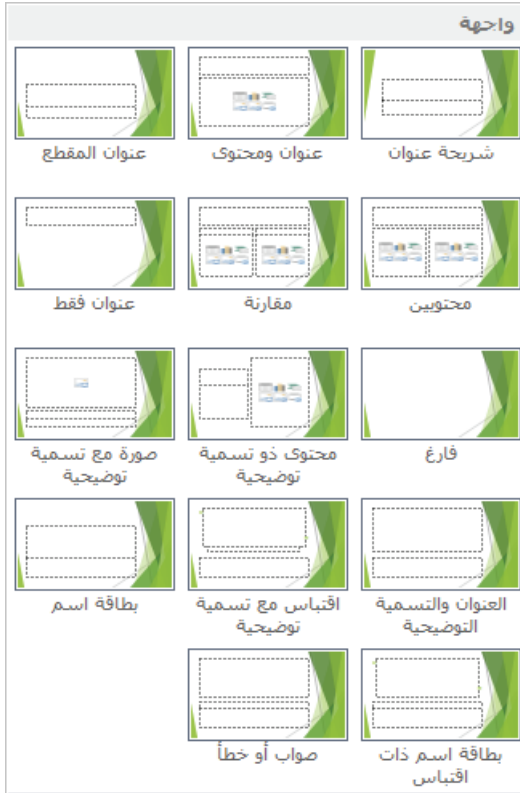 واجهة
شريحة عنوان
عنوان ومحتوى
عنوان المقطع
محتويين
مقارنة
عنوان فقط
فارغ
محتوى ذو تسمية
توضيحية
صورة مع تسمية
توضيحية
العنوان والتسمية
التوضيحية
اقتباس مع تسمية
توضيحية
بطاقة اسم
بطاقة اسم ذات
اقتباس
صواب أو خطأ